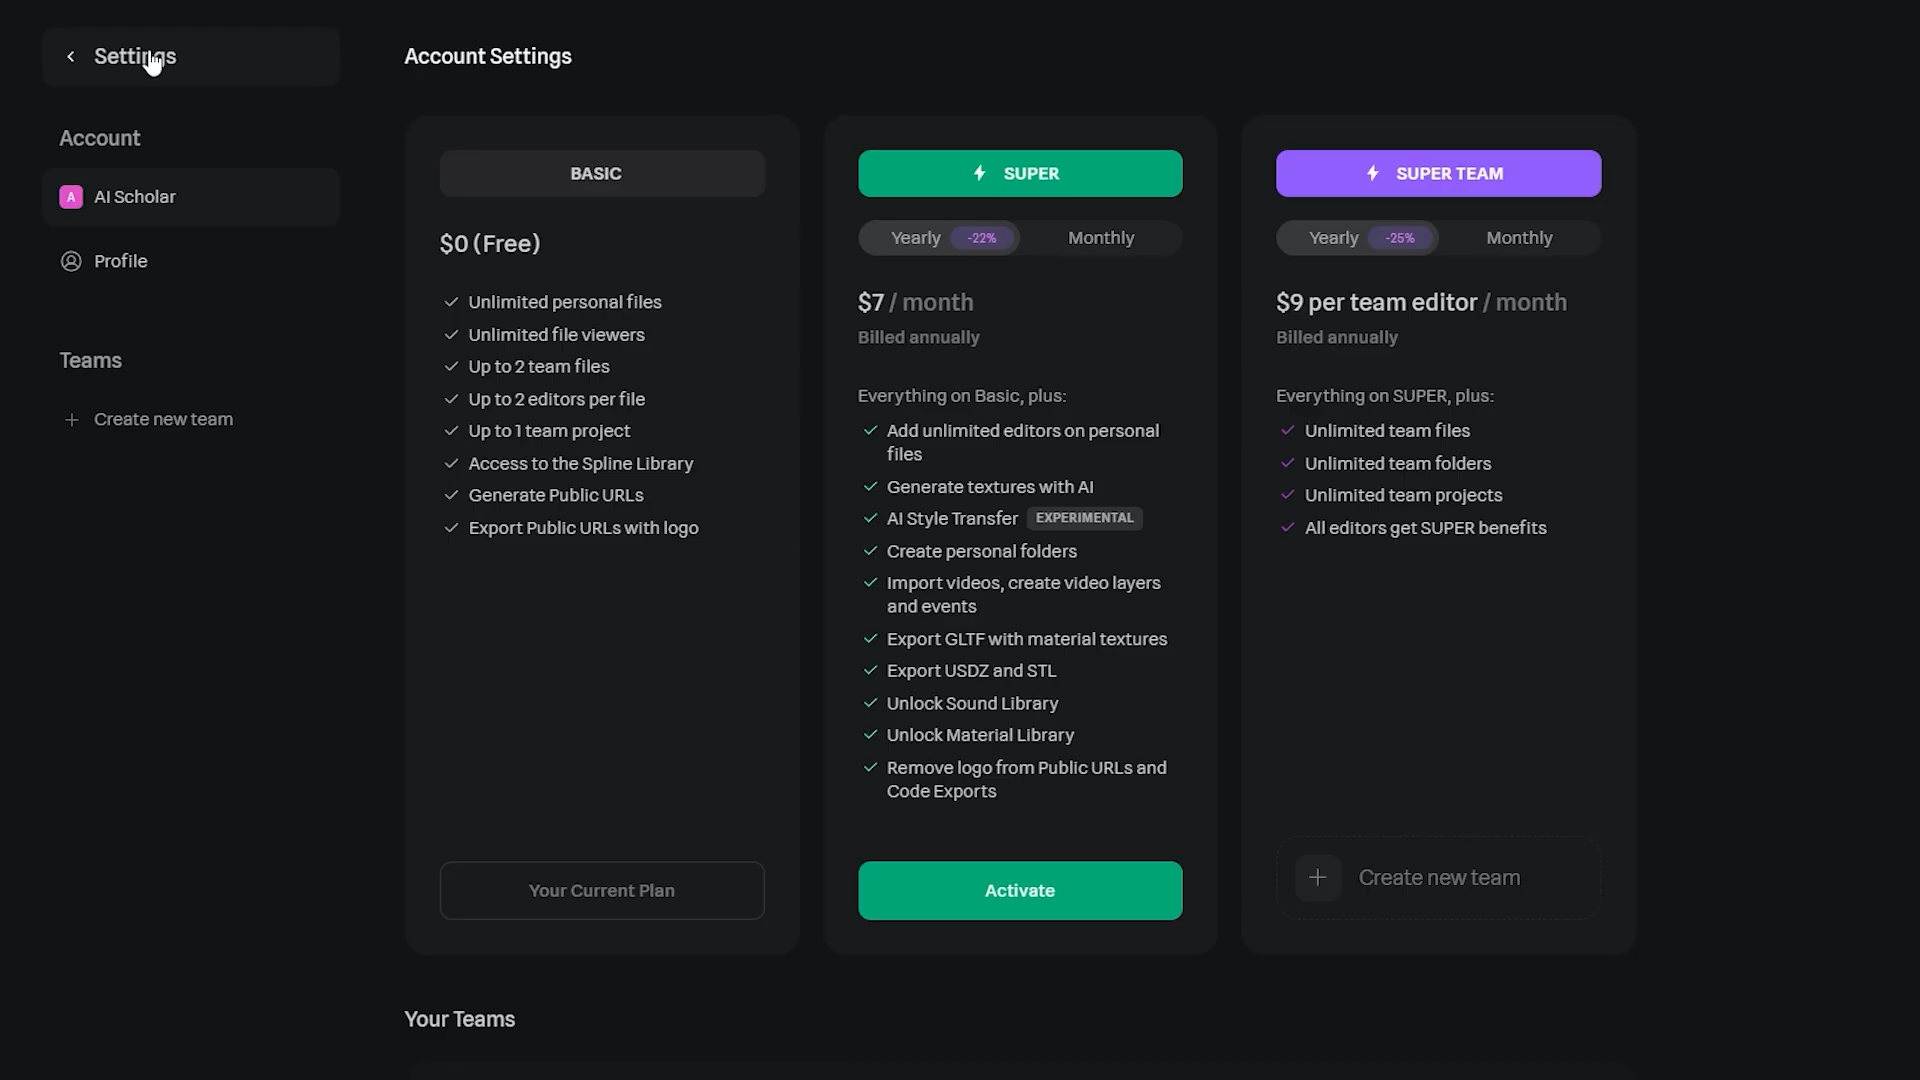 Settings
Account Settings
Account
A
AI Scholar
Profile
Teams
Create new team
BASIC
$0 (Free)
Unlimited personal files
Unlimited file viewers
Up to 2 team files
Up to 2 editors per file
Up to 1 team project
Access to the Spline Library
Generate Public URLs
Export Public URLs with logo
Your Current Plan
SUPER
Yearly -22% Monthly
$7 / month
Billed annually
Everything on Basic, plus:
Add unlimited editors on personal
files
Generate textures with AI
AI Style Transfer EXPERIMENTAL
Create personal folders
Import videos, create video layers
and events
Export GLTF with material textures
Export USDZ and STL
Unlock Sound Library
Unlock Material Library
Remove logo from Public URLs and
Code Exports
Activate
SUPER TEAM
Yearly -25% Monthly
$9 per team editor / month
Billed annually
Everything on SUPER, plus:
Unlimited team files
Unlimited team folders
Unlimited team projects
All editors get SUPER benefits
Create new team
Your Teams